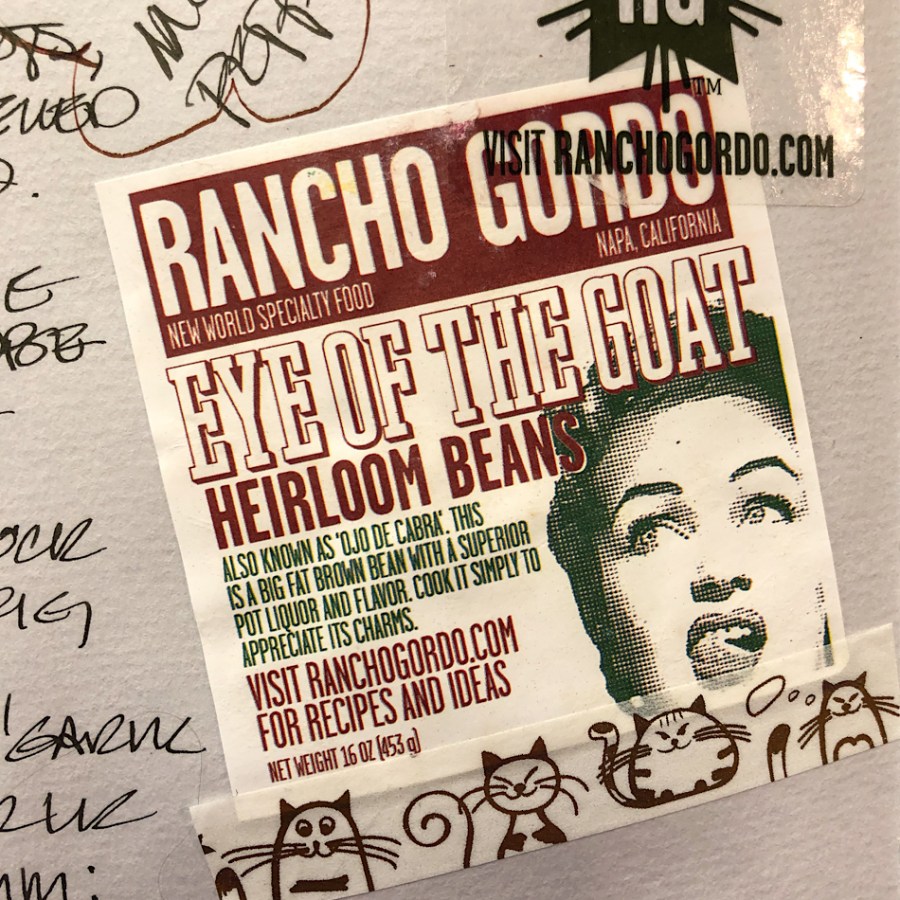 RG
TM
VISIT RANCHOGORDO.COM
RANCHO GORDO
NAPA, CALIFORNIA
NEW WORLD SPECIALTY FOOD
EYE OF THE GOAT
HEIRLOOM BEANS
ALSO KNOWN AS 'OJO DE CABRA'. THIS
IS A BIG FAT BROWN BEAN WITH A SUPERIOR
POT LIQUOR AND FLAVOR. COOK IT SIMPLY TO
APPRECIATE ITS CHARMS.
VISIT RANCHOGORDO.COM
FOR RECIPES AND IDEAS
NET WEIGHT 16 OZ (453 g)